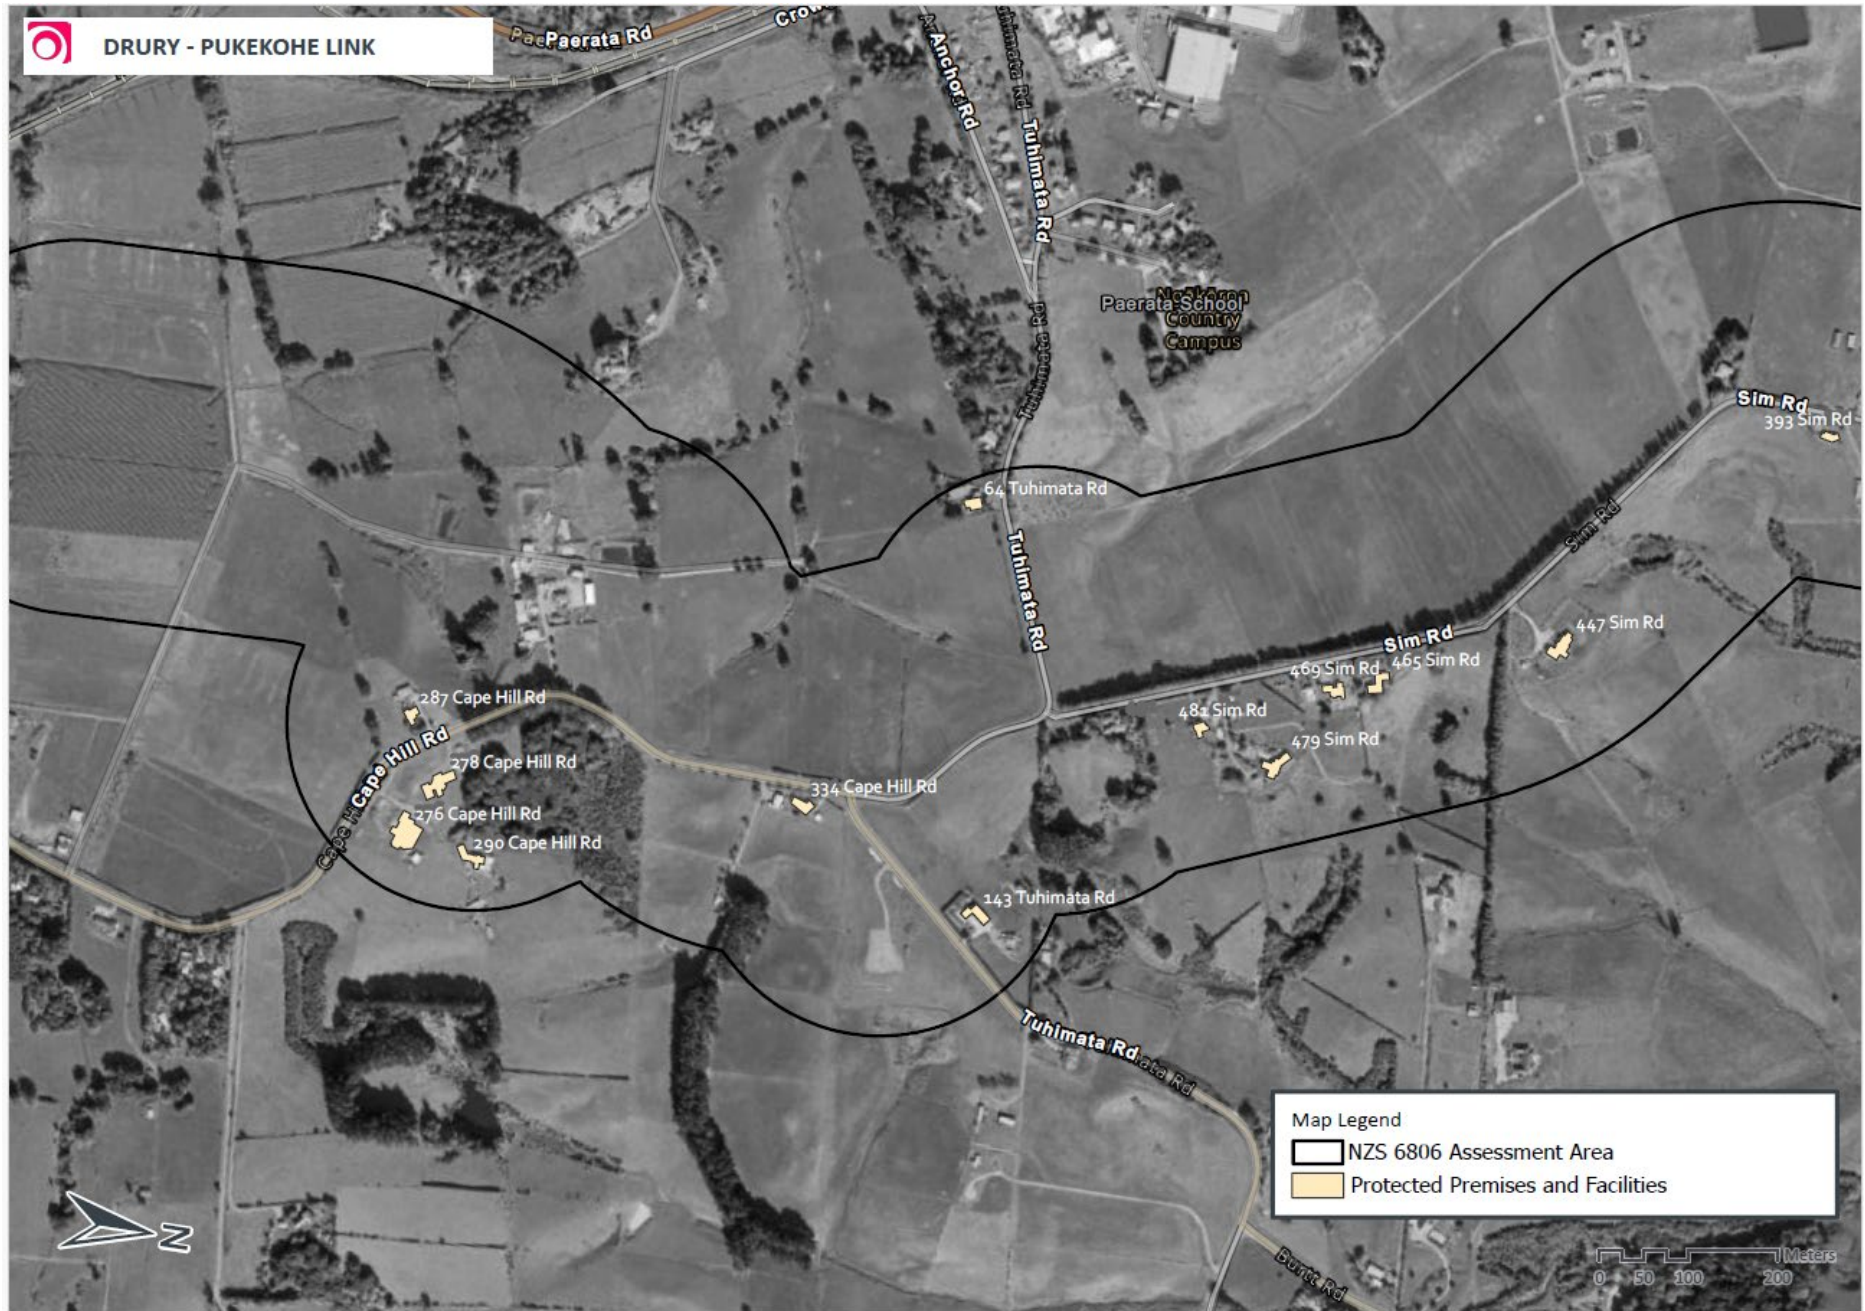 DRURY - PUKEKOHE LINK
Paerata Rd
Anchor Rd
Tuhimata Rd
Tuhimata Rd
Paerata School
Country
Campus
Tuhimata Rd
Sim Rd
393 Sim Rd
64 Tuhimata Rd
Tuhimata Rd
Sim Rd
447 Sim Rd
Sim Rd
469 Sim Rd
465 Sim Rd
287 Cape Hill Rd
481 Sim Rd
479 Sim Rd
Cape Hill Rd
278 Cape Hill Rd
334 Cape Hill Rd
276 Cape Hill Rd
290 Cape Hill Rd
143 Tuhimata Rd
Tuhimata Rd
Map Legend
NZS 6806 Assessment Area
Protected Premises and Facilities
N
Meters
0 50 100 200
Burtt Rd